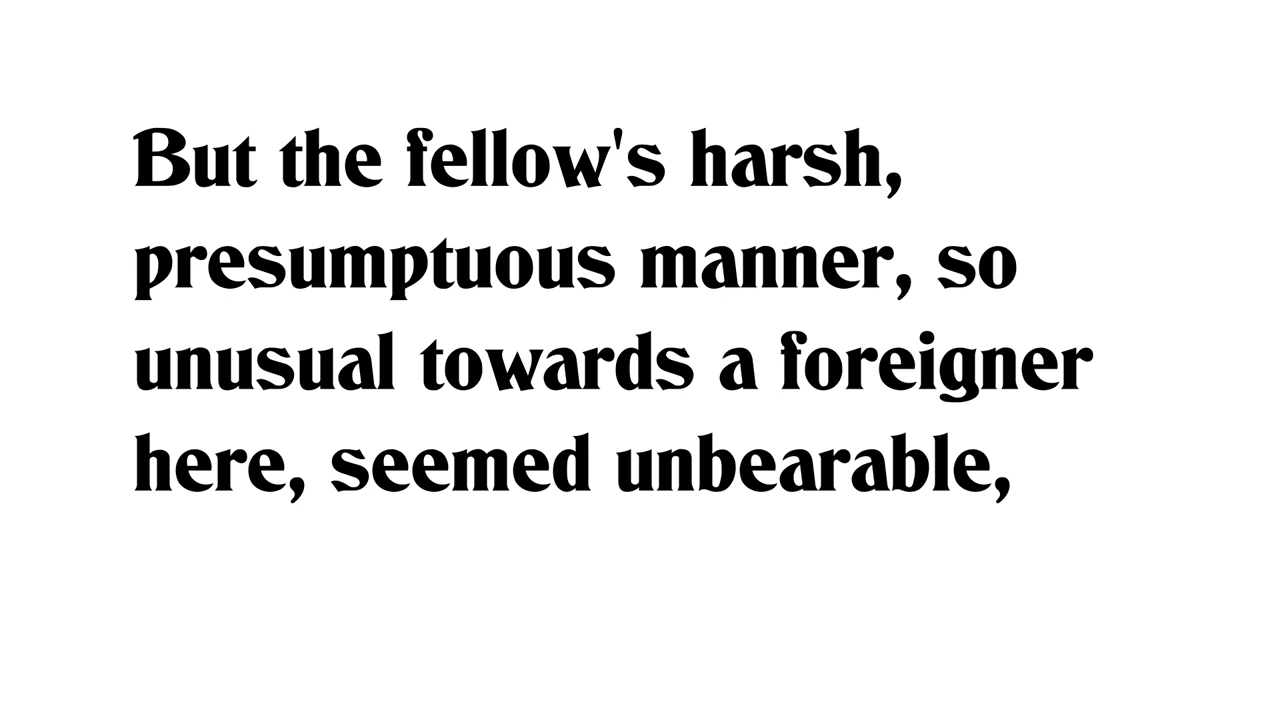 But the fellow's harsh,
presumptuous manner, so
unusual towards a foreigner
here, seemed unbearable,